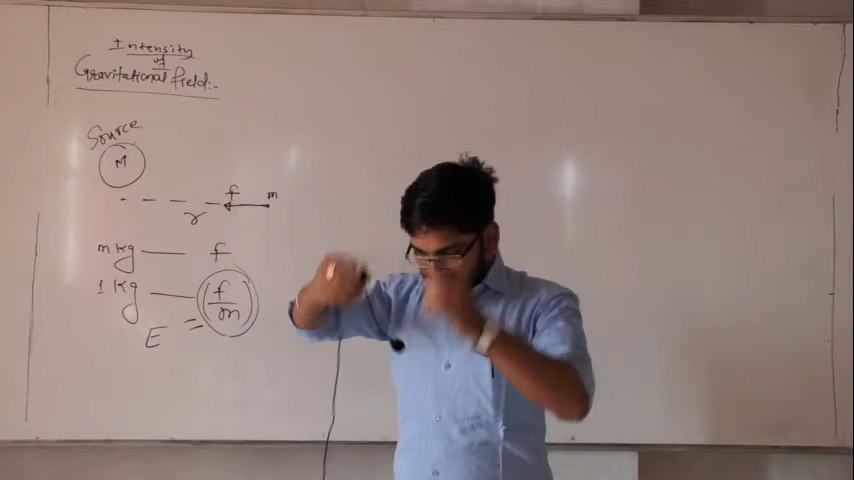 Intensity
of
Gravitational field:-
Source
M
f m
r
m kg — f
1 kg — f/m
E =